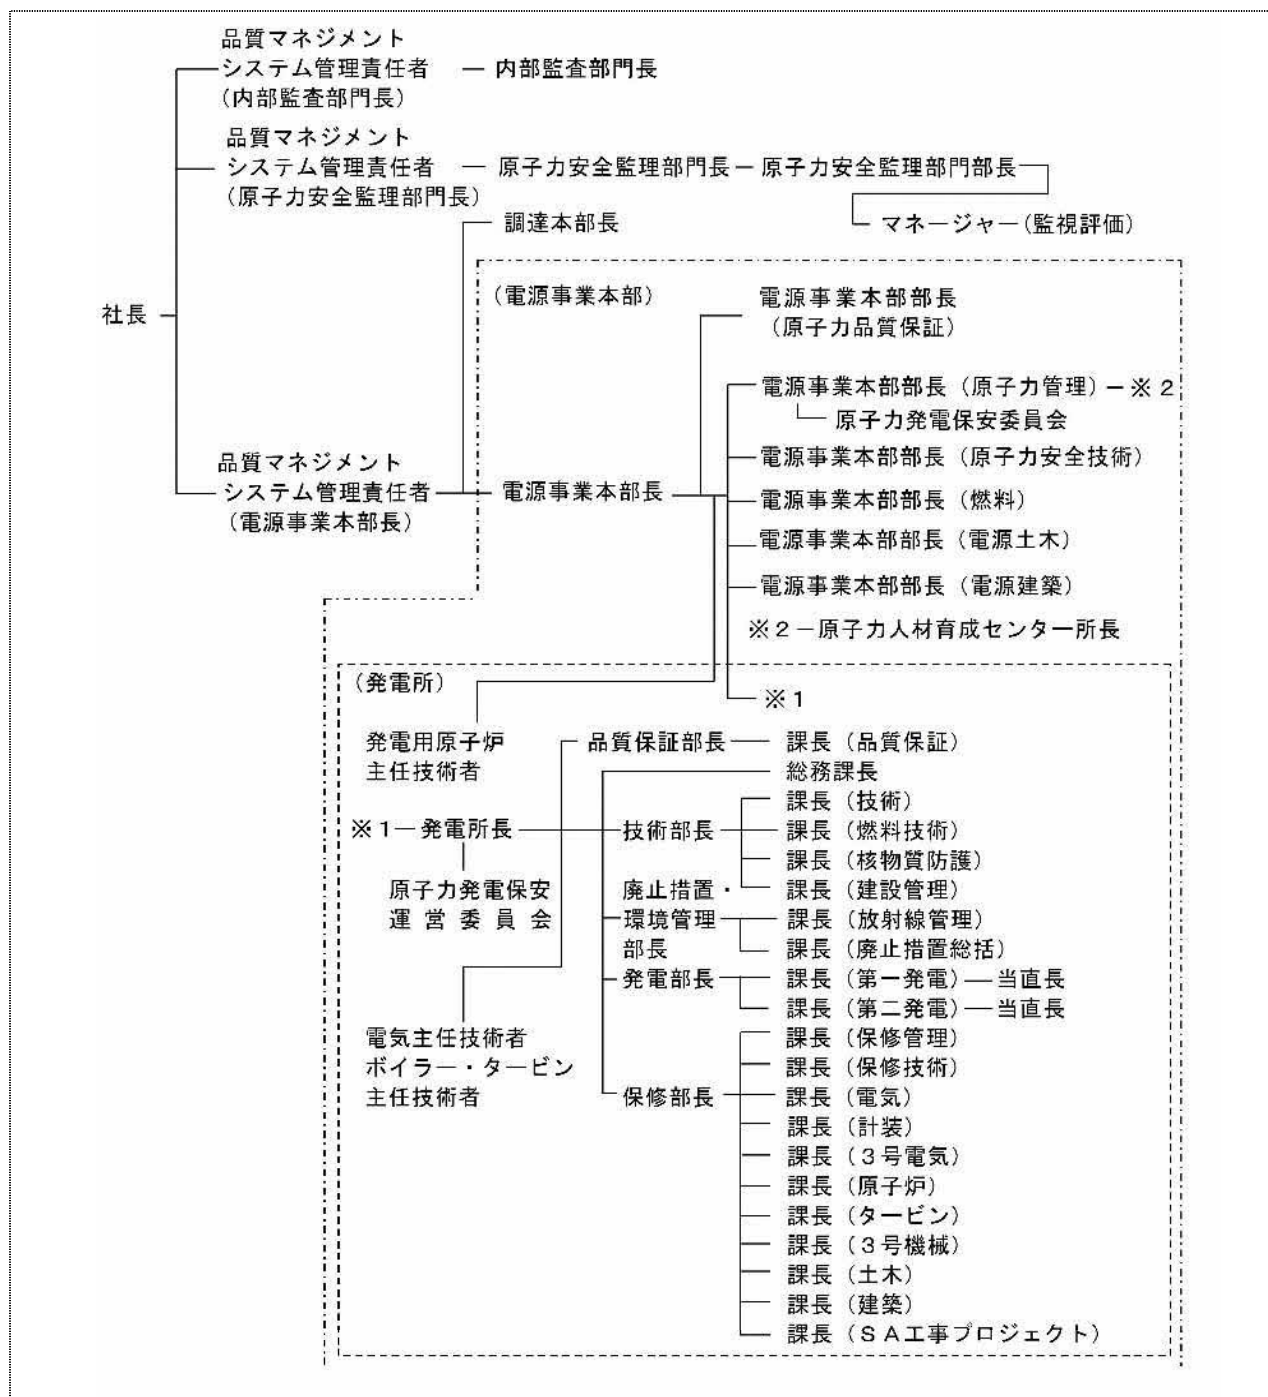 品質マネジメント
システム管理責任者 ― 内部監査部門長
(内部監査部門長)
品質マネジメント
システム管理責任者 ― 原子力安全監理部門長 ― 原子力安全監理部門部長
(原子力安全監理部門長)
調達本部長
マネージャー(監視評価)
(電源事業本部)
電源事業本部部長
(原子力品質保証)
社長
電源事業本部部長(原子力管理)－※2
原子力発電保安委員会
電源事業本部部長(原子力安全技術)
品質マネジメント
システム管理責任者
(電源事業本部長)
電源事業本部長
電源事業本部部長(燃料)
電源事業本部部長(電源土木)
電源事業本部部長(電源建築)
※2－原子力人材育成センター所長
(発電所)
※1
発電用原子炉
主任技術者
品質保証部長
課長(品質保証)
総務課長
課長(技術)
※1－発電所長
技術部長
課長(燃料技術)
課長(核物質防護)
課長(建設管理)
原子力発電保安
運営委員会
廃止措置・
環境管理
部長
課長(放射線管理)
課長(廃止措置総括)
発電部長
課長(第一発電)―当直長
課長(第二発電)―当直長
電気主任技術者
ボイラー・タービン
主任技術者
課長(保修管理)
課長(保修技術)
保修部長
課長(電気)
課長(計装)
課長(3号電気)
課長(原子炉)
課長(タービン)
課長(3号機械)
課長(土木)
課長(建築)
課長(SA工事プロジェクト)